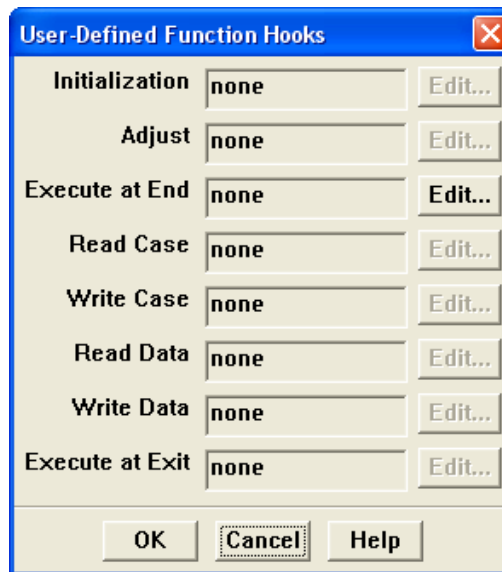 User-Defined Function Hooks
Initialization none Edit...
Adjust none Edit...
Execute at End none Edit...
Read Case none Edit...
Write Case none Edit...
Read Data none Edit...
Write Data none Edit...
Execute at Exit none Edit...
OK Cancel Help